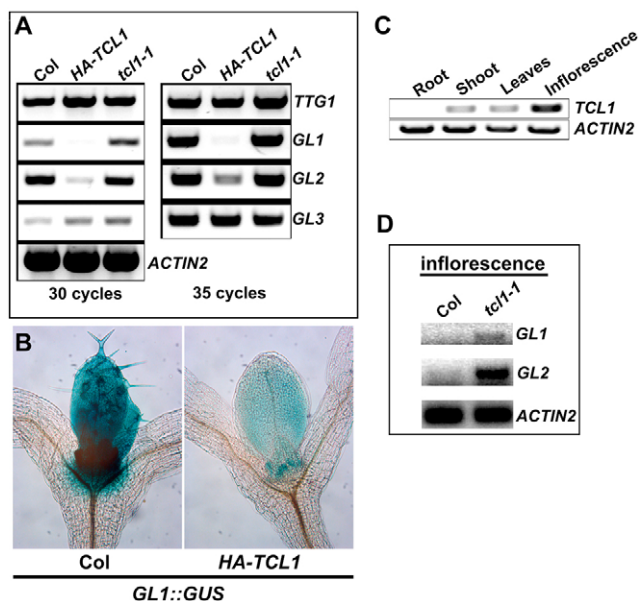 A
Col HA-TCL1 tcl1-1 Col HA-TCL1 tcl1-1
TTG1
GL1
GL2
GL3
ACTIN2
30 cycles 35 cycles
B
Col HA-TCL1
GL1::GUS
C
Root Shoot Leaves Inflorescence
TCL1
ACTIN2
D
inflorescence
Col tcl1-1
GL1
GL2
ACTIN2